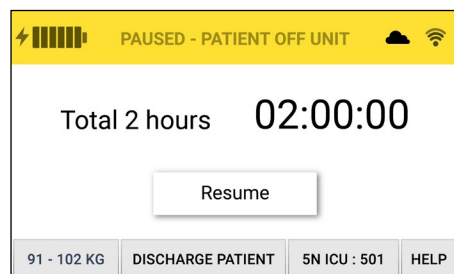 PAUSED - PATIENT OFF UNIT
Total 2 hours 02:00:00
Resume
91 - 102 KG DISCHARGE PATIENT 5N ICU : 501 HELP